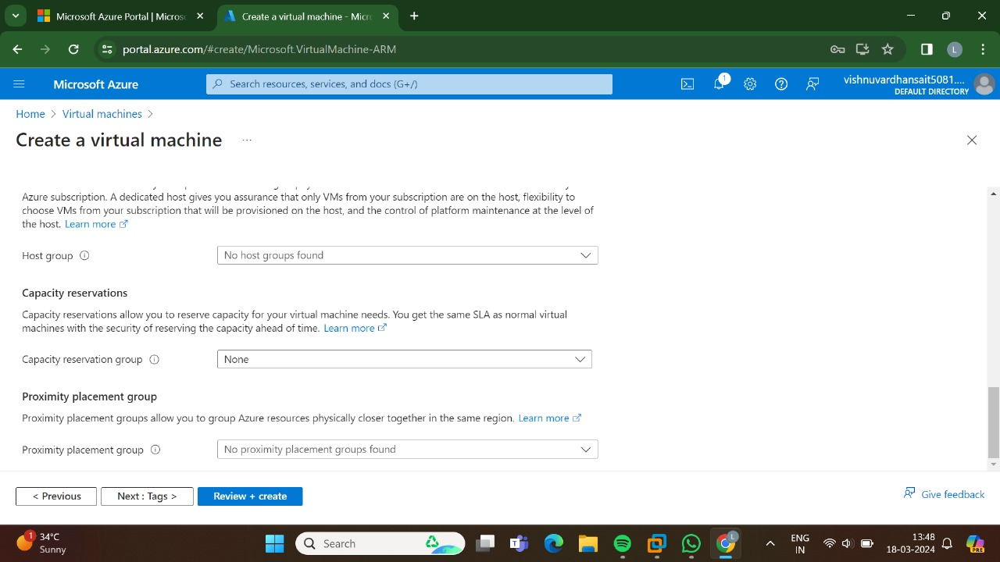 Microsoft Azure Portal | Micros
Create a virtual machine - Micr
portal.azure.com/#create/Microsoft.VirtualMachine-ARM
L
Microsoft Azure
Search resources, services, and docs (G+/)
1
vishnuvardhansait5081....
DEFAULT DIRECTORY
Home > Virtual machines >
Create a virtual machine ...
Azure subscription. A dedicated host gives you assurance that only VMs from your subscription are on the host, flexibility to
choose VMs from your subscription that will be provisioned on the host, and the control of platform maintenance at the level of
the host. Learn more
Host group
No host groups found
Capacity reservations
Capacity reservations allow you to reserve capacity for your virtual machine needs. You get the same SLA as normal virtual
machines with the security of reserving the capacity ahead of time. Learn more
Capacity reservation group
None
Proximity placement group
Proximity placement groups allow you to group Azure resources physically closer together in the same region. Learn more
Proximity placement group
No proximity placement groups found
< Previous
Next : Tags >
Review + create
Give feedback
1
34°C
Sunny
Search
L
ENG
IN
13:48
18-03-2024
PRE